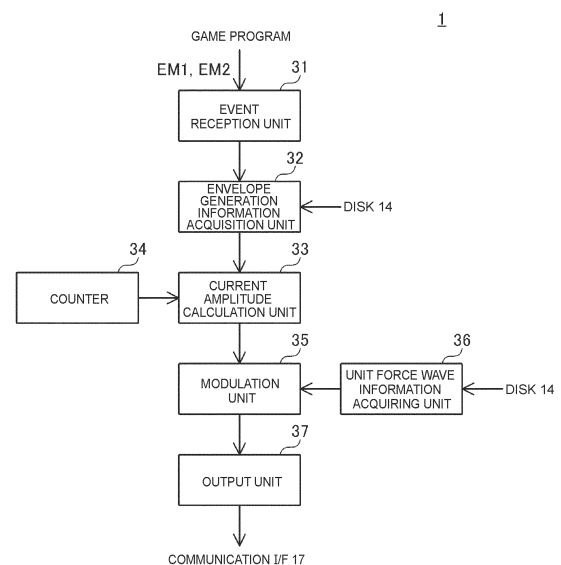 1
GAME PROGRAM
EM1, EM2
31
EVENT
RECEPTION UNIT
32
ENVELOPE
GENERATION
INFORMATION
ACQUISITION UNIT
DISK 14
34
COUNTER
33
CURRENT
AMPLITUDE
CALCULATION UNIT
35
MODULATION
UNIT
36
UNIT FORCE WAVE
INFORMATION
ACQUIRING UNIT
DISK 14
37
OUTPUT UNIT
COMMUNICATION I/F 17